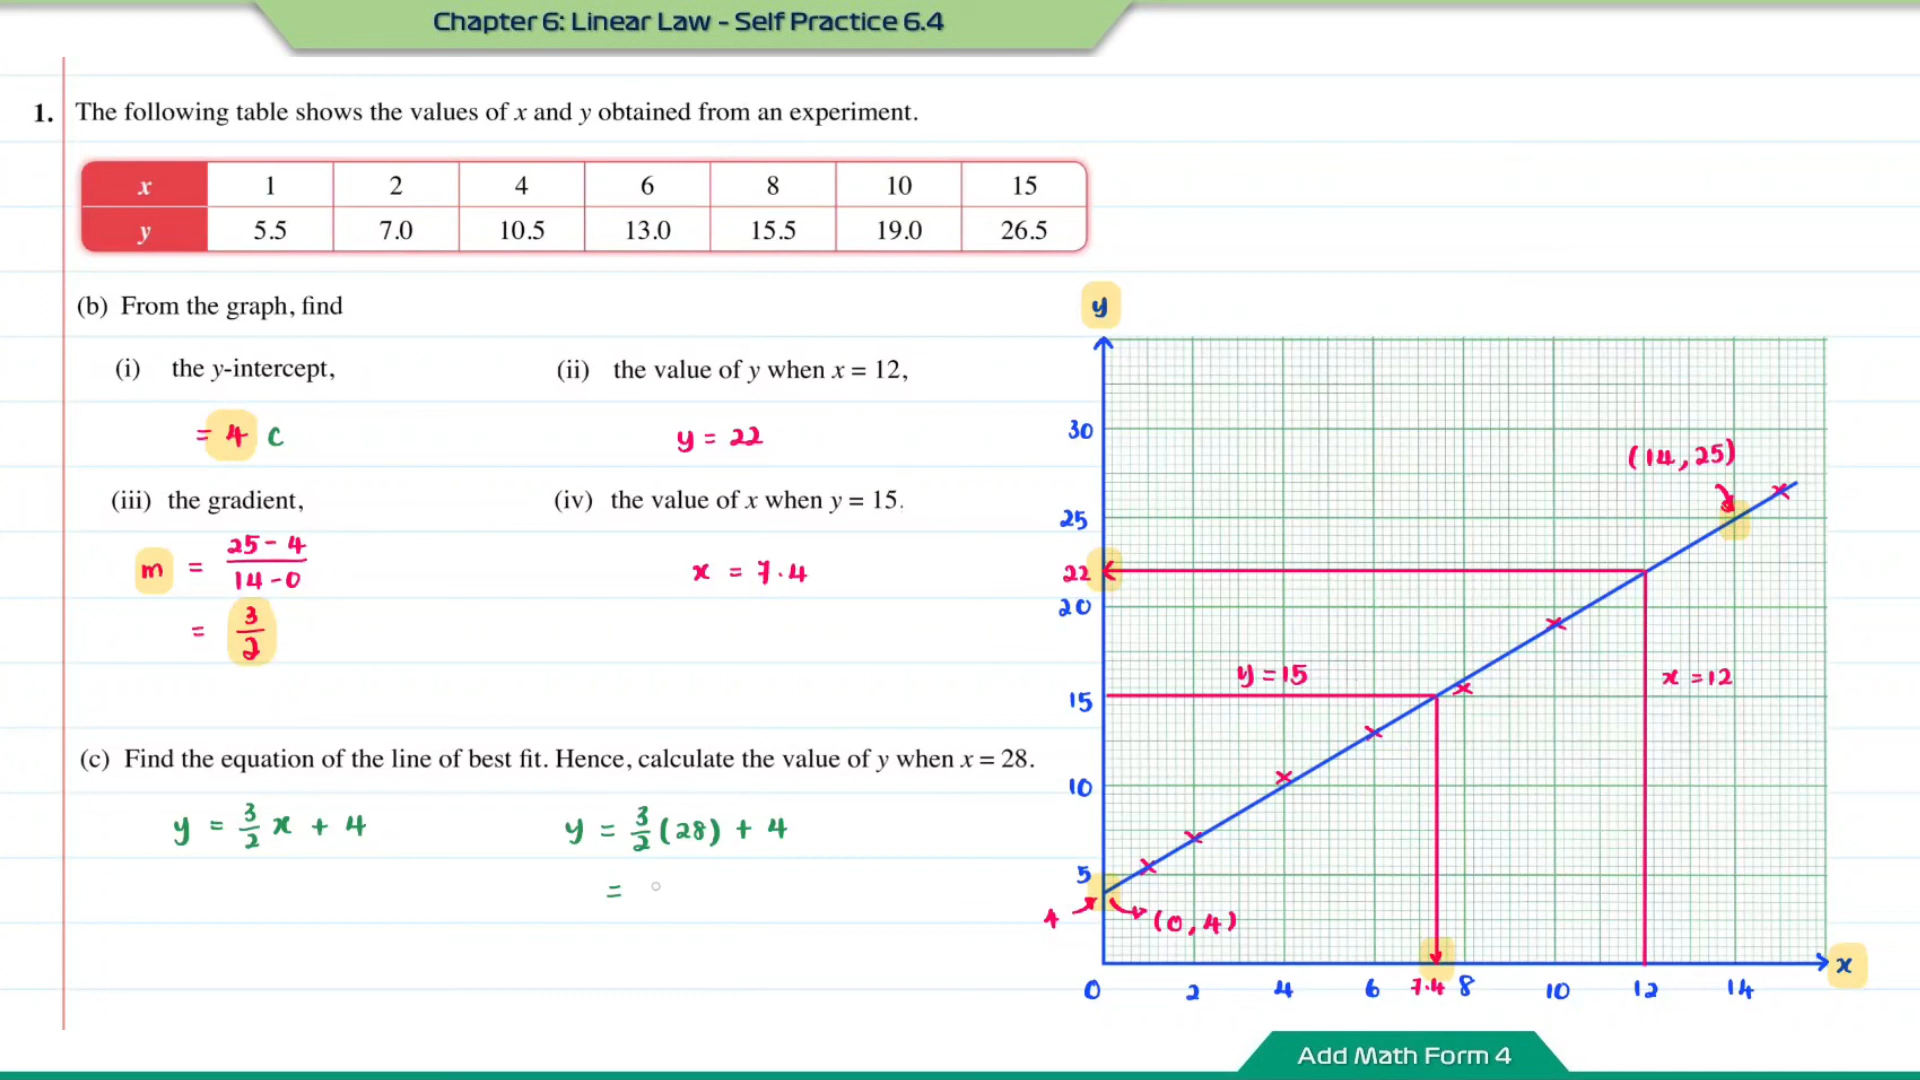 Chapter 6: Linear Law - Self Practice 6.4
1. The following table shows the values of x and y obtained from an experiment.
x 1 2 4 6 8 10 15
y 5.5 7.0 10.5 13.0 15.5 19.0 26.5
(b) From the graph, find
(i) the y-intercept,
= 4 c
(ii) the value of y when x = 12,
y = 22
(iii) the gradient,
m = 25-4 / 14-0
= 3/2
(iv) the value of x when y = 15.
x = 7.4
(c) Find the equation of the line of best fit. Hence, calculate the value of y when x = 28.
y = 3/2 x + 4
y = 3/2 (28) + 4
=
y
30
25
22
20
15
10
5
4
(14,25)
y = 15
x = 12
(0,4)
0 2 4 6 7.4 8 10 12 14
x
Add Math Form 4